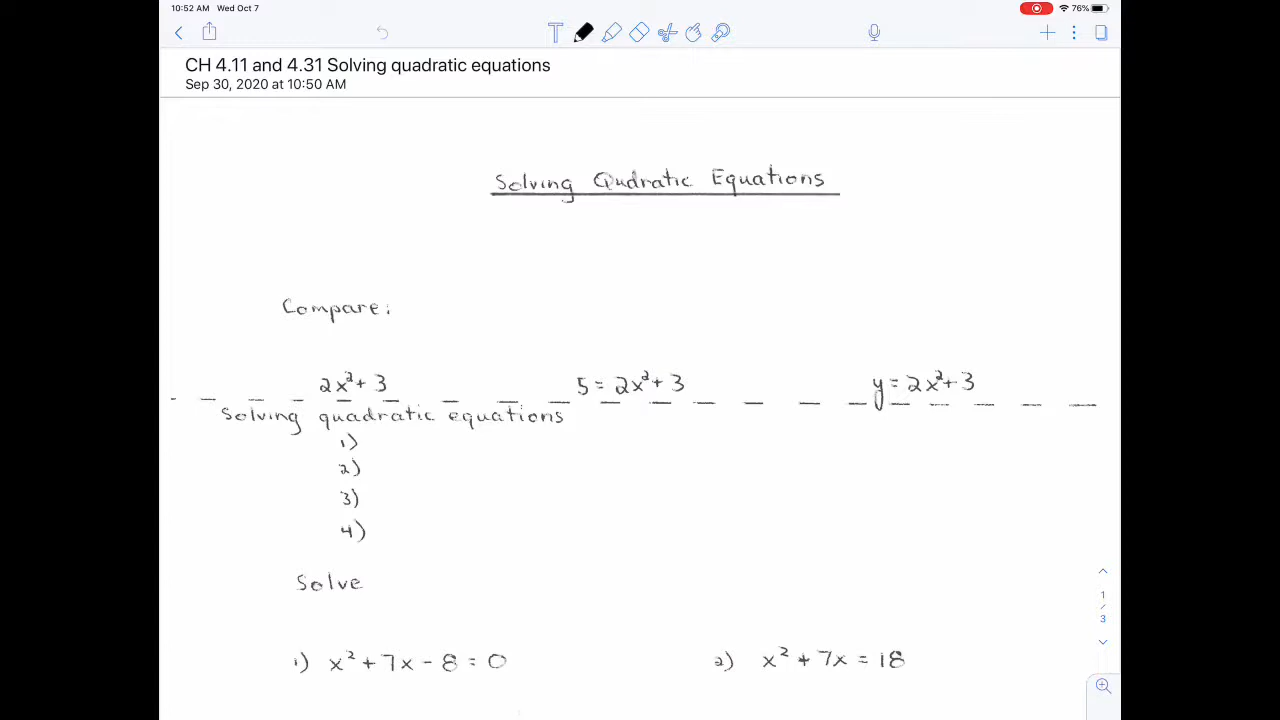 10:52 AM Wed Oct 7 76%
CH 4.11 and 4.31 Solving quadratic equations
Sep 30, 2020 at 10:50 AM
Solving Qudratic Equations
Compare:
2x²+ 3 5 = 2x²+ 3 y = 2x²+ 3
Solving quadratic equations
1)
2)
3)
4)
Solve
1) x² + 7x - 8 = 0 2) x² + 7x = 18
1
/
3